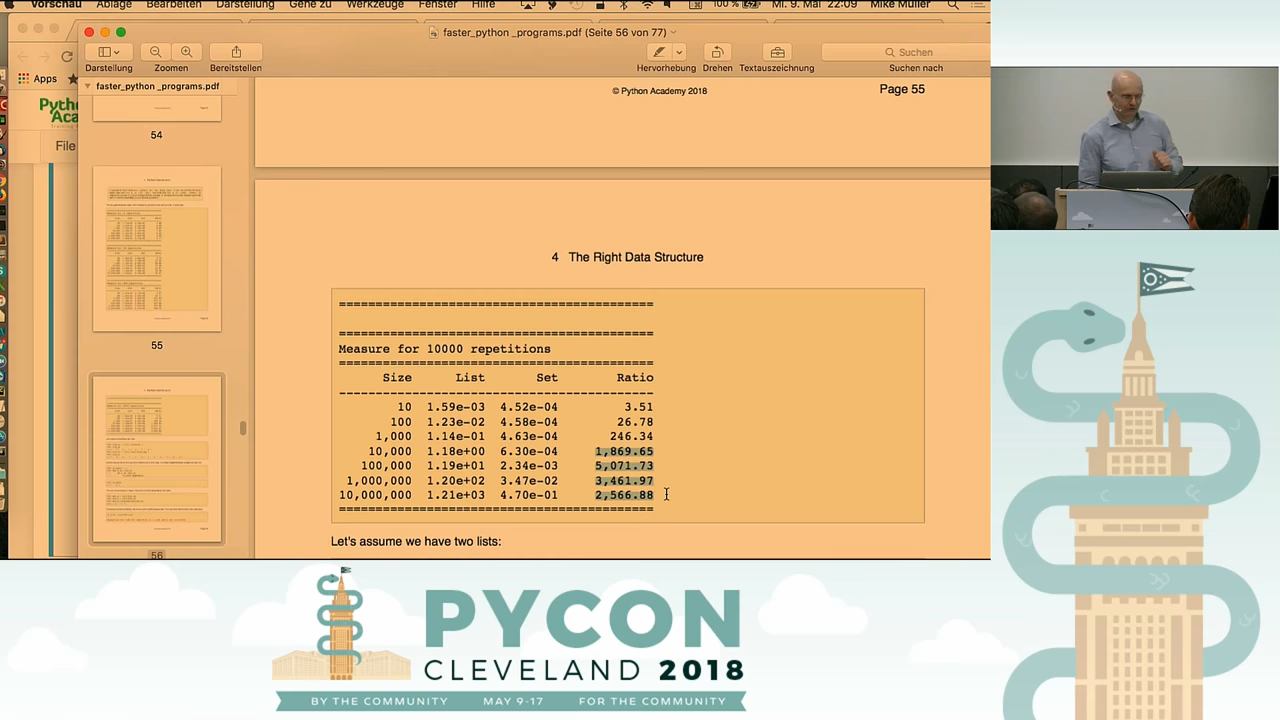 Vorschau Ablage Bearbeiten Darstellung Gehe zu Werkzeuge Fenster Hilfe 100 % Mi. 9. Mai 22:09 Mike Müller
faster_python _programs.pdf (Seite 56 von 77)
Suchen
Darstellung Zoomen Bereitstellen Hervorhebung Drehen Textauszeichnung Suchen nach
Apps
faster_python _programs.pdf
File
54
55
56
© Python Academy 2018 Page 55
4 The Right Data Structure
============================================
============================================
Measure for 10000 repetitions
============================================
Size List Set Ratio
--------------------------------------------
10 1.59e-03 4.52e-04 3.51
100 1.23e-02 4.58e-04 26.78
1,000 1.14e-01 4.63e-04 246.34
10,000 1.18e+00 6.30e-04 1,869.65
100,000 1.19e+01 2.34e-03 5,071.73
1,000,000 1.20e+02 3.47e-02 3,461.97
10,000,000 1.21e+03 4.70e-01 2,566.88
============================================
Let's assume we have two lists:
PYCON
CLEVELAND 2018
BY THE COMMUNITY MAY 9-17 FOR THE COMMUNITY